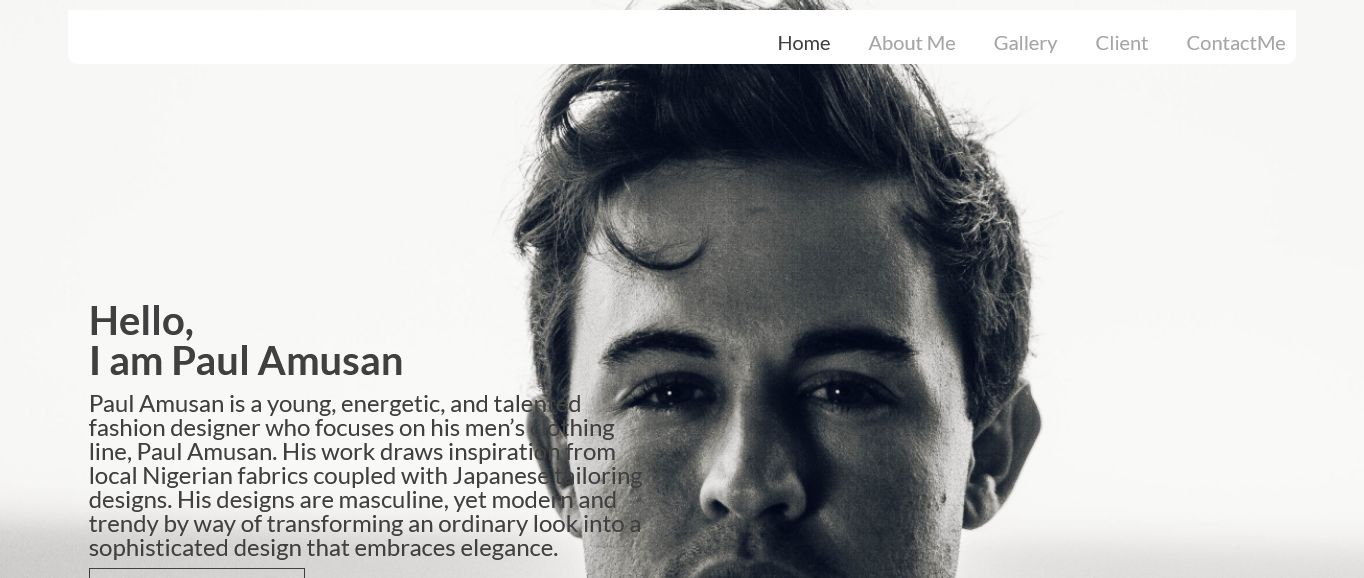 Home About Me Gallery Client ContactMe
Hello,
I am Paul Amusan
Paul Amusan is a young, energetic, and talented
fashion designer who focuses on his men’s clothing
line, Paul Amusan. His work draws inspiration from
local Nigerian fabrics coupled with Japanese tailoring
designs. His designs are masculine, yet modern and
trendy by way of transforming an ordinary look into a
sophisticated design that embraces elegance.